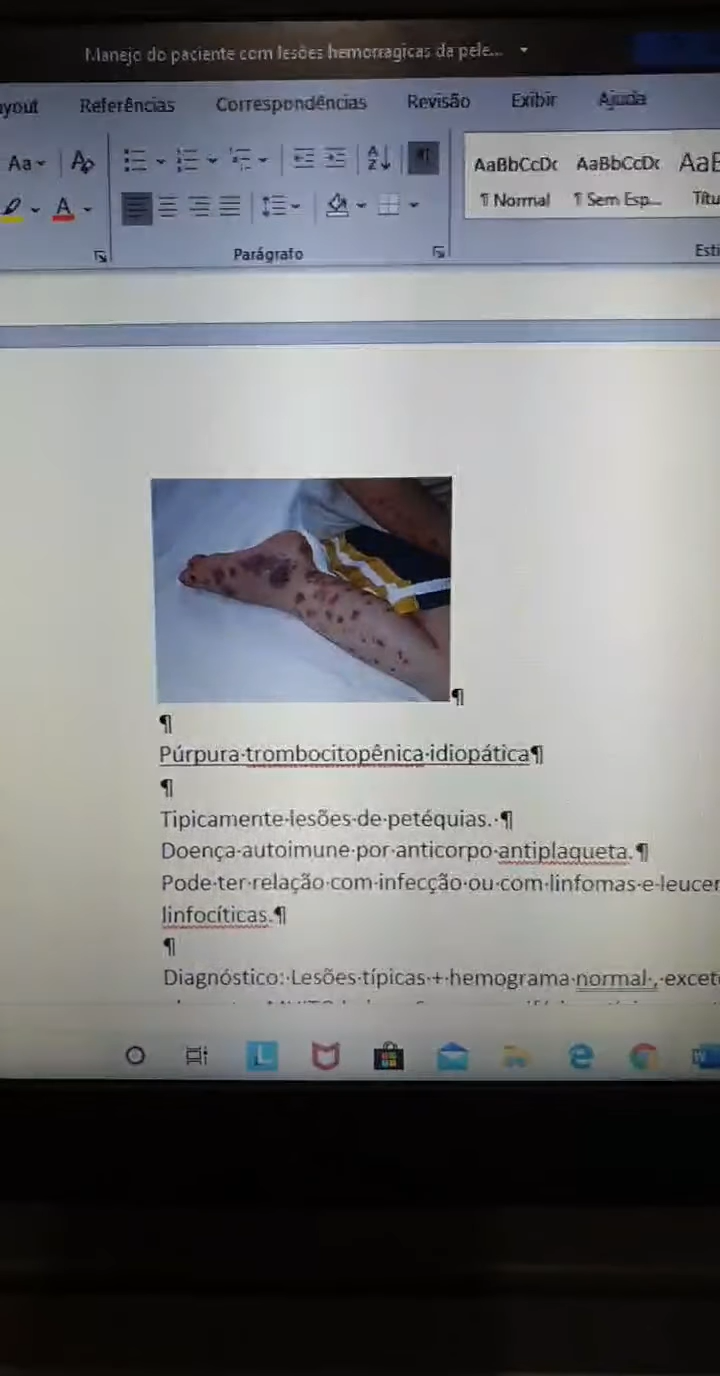 Manejo do paciente com lesões hemorragicas da pele...
yout Referências Correspondências Revisão Exibir Ajuda
Aa A AaBbCcDc AaBbCcDc AaB
A ¶ Normal ¶ Sem Esp... Títu
Parágrafo Esti
¶
¶
Púrpura·trombocitopênica·idiopática¶
¶
Tipicamente·lesões·de·petéquias.·¶
Doença·autoimune·por·anticorpo·antiplaqueta.¶
Pode·ter·relação·com·infecção·ou·com·linfomas·e·leucem
linfocíticas.¶
¶
Diagnóstico:·Lesões·típicas·+·hemograma·normal·,·excet